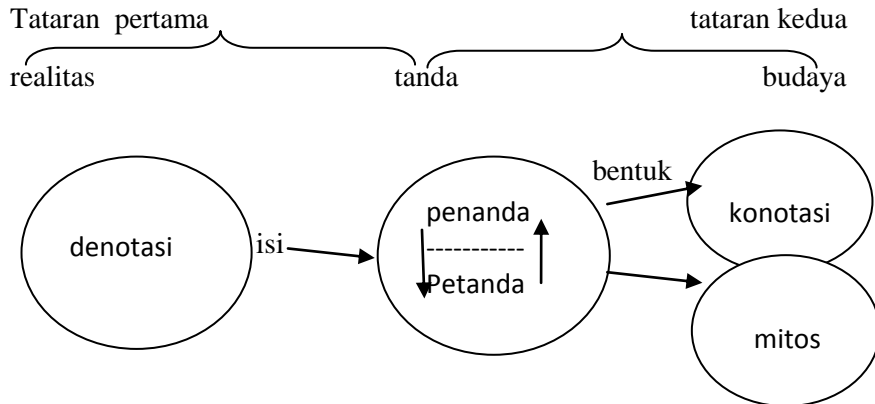 Tataran pertama tataran kedua
realitas tanda budaya
bentuk
penanda konotasi
denotasi isi
------------
Petanda
mitos